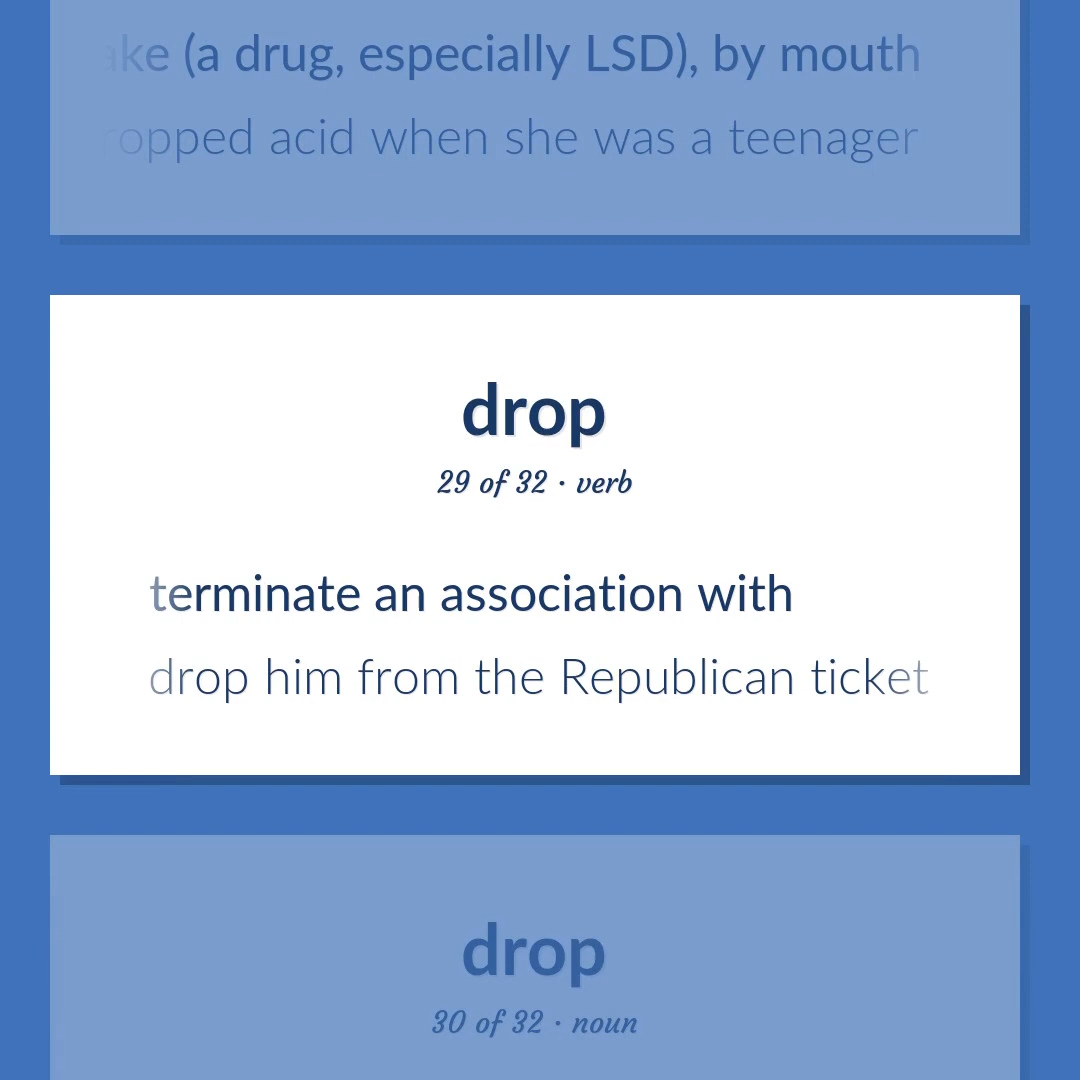 ake (a drug, especially LSD), by mouth
ropped acid when she was a teenager
drop
29 of 32 · verb
terminate an association with
drop him from the Republican ticket
drop
30 of 32 · noun